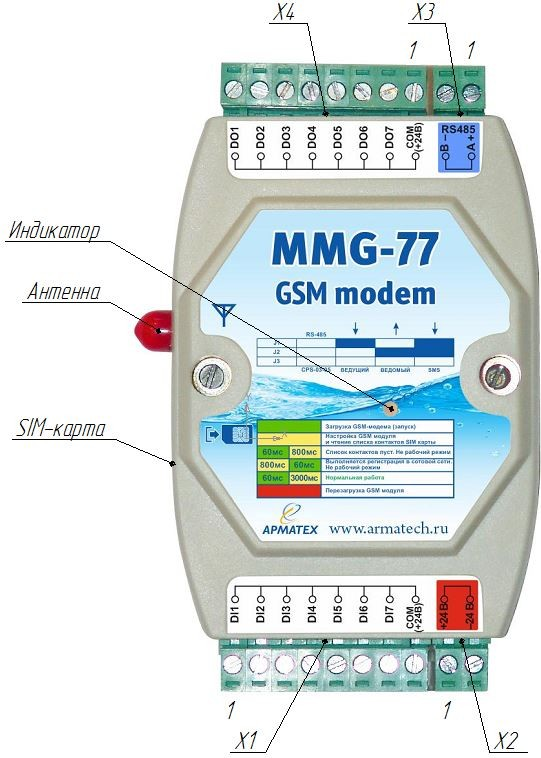 X4
X3
1
1
DO1
DO2
DO3
DO4
DO5
DO6
DO7
COM
(+24В)
RS485
B -
A +
Индикатор
Антенна
SIM-карта
MMG-77
GSM modem
RS-485
J1
J2
J3
CPS-03/05 ВЕДУЩИЙ ВЕДОМЫЙ SMS
Загрузка GSM-модема (запуск)
Настройка GSM модуля
и чтение списка контактов SIM карты
60мс 800мс Список контактов пуст. Не рабочий режим
800мс 60мс Выполняется регистрация в сотовой сети.
Не рабочий режим
60мс 3000мс Нормальная работа
Перезагрузка GSM модуля
АРМАТЕХ
www.armatech.ru
DI1
DI2
DI3
DI4
DI5
DI6
DI7
COM
(+24В)
+24 В
-24 В
1
1
X1
X2